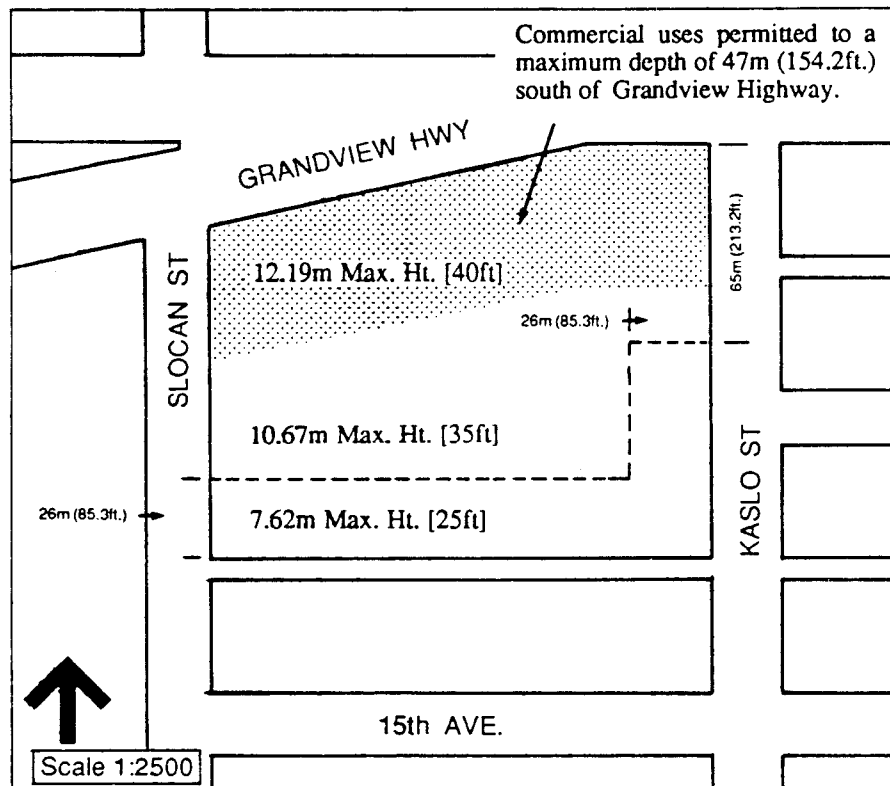 Commercial uses permitted to a
maximum depth of 47m (154.2ft.)
south of Grandview Highway.
GRANDVIEW HWY
65m (213.2ft.)
SLOCAN ST
12.19m Max. Ht. [40ft]
26m (85.3ft.)
10.67m Max. Ht. [35ft]
KASLO ST
26m (85.3ft.)
7.62m Max. Ht. [25ft]
15th AVE.
Scale 1:2500